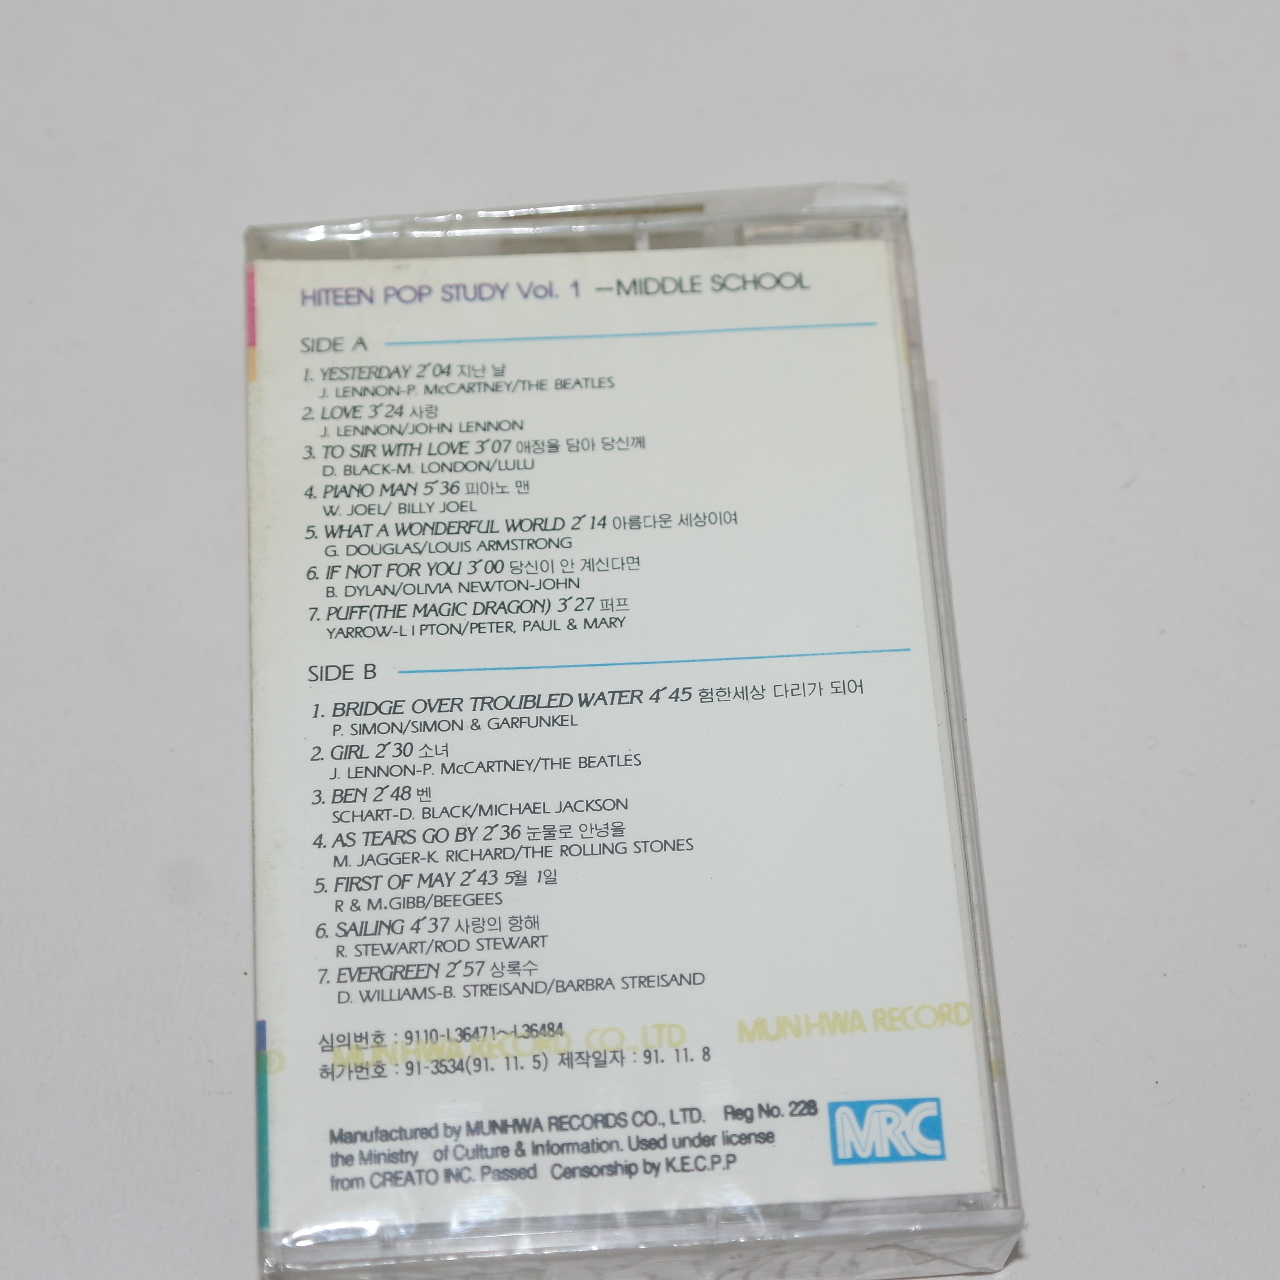 HITEEN POP STUDY Vol. 1 —MIDDLE SCHOOL
SIDE A
1. YESTERDAY 2´04 지난 날
J. LENNON-P. McCARTNEY/THE BEATLES
2. LOVE 3´24 사랑
J. LENNON/JOHN LENNON
3. TO SIR WITH LOVE 3´07 애정을 담아 당신께
D. BLACK-M. LONDON/LULU
4. PIANO MAN 5´36 피아노 맨
W. JOEL/ BILLY JOEL
5. WHAT A WONDERFUL WORLD 2´14 아름다운 세상이여
G. DOUGLAS/LOUIS ARMSTRONG
6. IF NOT FOR YOU 3´00 당신이 안 계신다면
B. DYLAN/OLIVIA NEWTON-JOHN
7. PUFF(THE MAGIC DRAGON) 3´27 퍼프
YARROW-LIPTON/PETER, PAUL & MARY
SIDE B
1. BRIDGE OVER TROUBLED WATER 4´45 험한세상 다리가 되어
P. SIMON/SIMON & GARFUNKEL
2. GIRL 2´30 소녀
J. LENNON-P. McCARTNEY/THE BEATLES
3. BEN 2´48 벤
SCHART-D. BLACK/MICHAEL JACKSON
4. AS TEARS GO BY 2´36 눈물로 안녕을
M. JAGGER-K. RICHARD/THE ROLLING STONES
5. FIRST OF MAY 2´43 5월 1일
R & M.GIBB/BEEGEES
6. SAILING 4´37 사랑의 항해
R. STEWART/ROD STEWART
7. EVERGREEN 2´57 상록수
D. WILLIAMS-B. STREISAND/BARBRA STREISAND
심의번호 : 9110-L36471~L36484
MUNHWA RECORD CO.,LTD MUNHWA RECORD
허가번호 : 91-3534(91. 11. 5) 제작일자 : 91. 11. 8
Manufactured by MUNHWA RECORDS CO., LTD. Reg No. 228
the Ministry of Culture & Information. Used under license
from CREATO INC. Passed Censorship by K.E.C.P.P
MRC